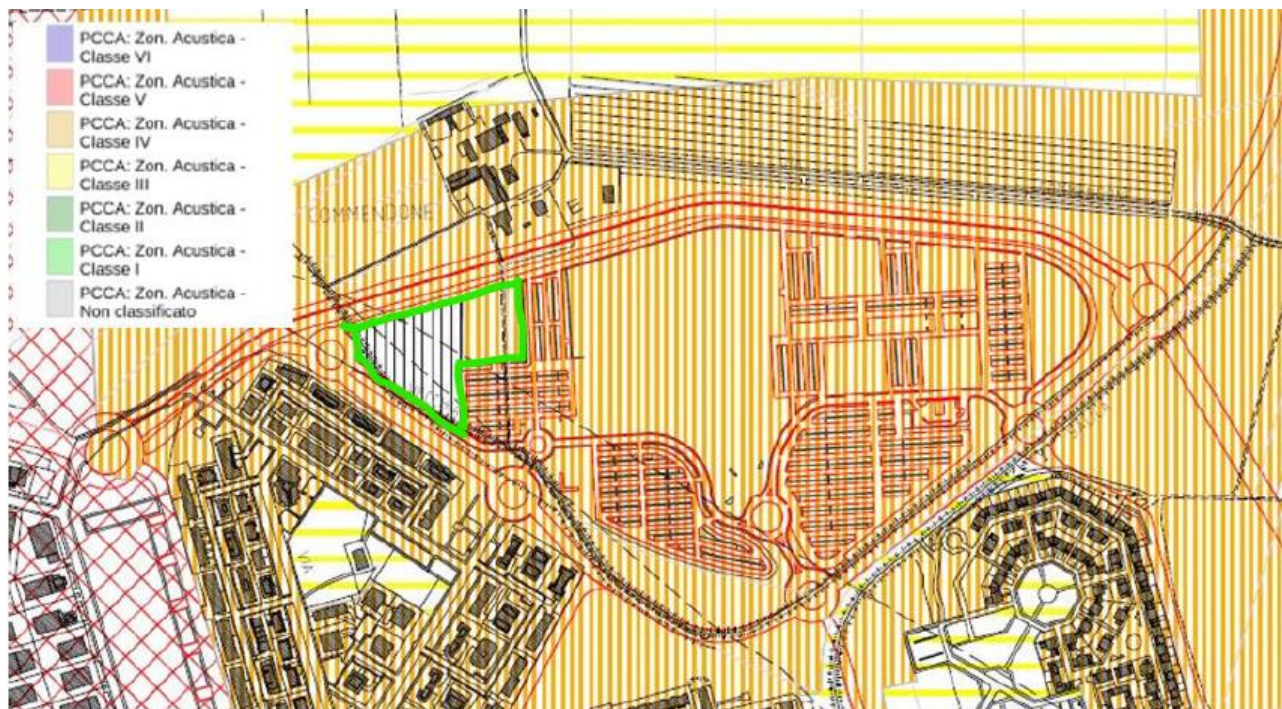 PCCA: Zon. Acustica -
Classe VI
PCCA: Zon. Acustica -
Classe V
PCCA: Zon. Acustica -
Classe IV
PCCA: Zon. Acustica -
Classe III
PCCA: Zon. Acustica -
Classe II
PCCA: Zon. Acustica -
Classe I
PCCA: Zon. Acustica -
Non classificato
COMMENDONE
VIA